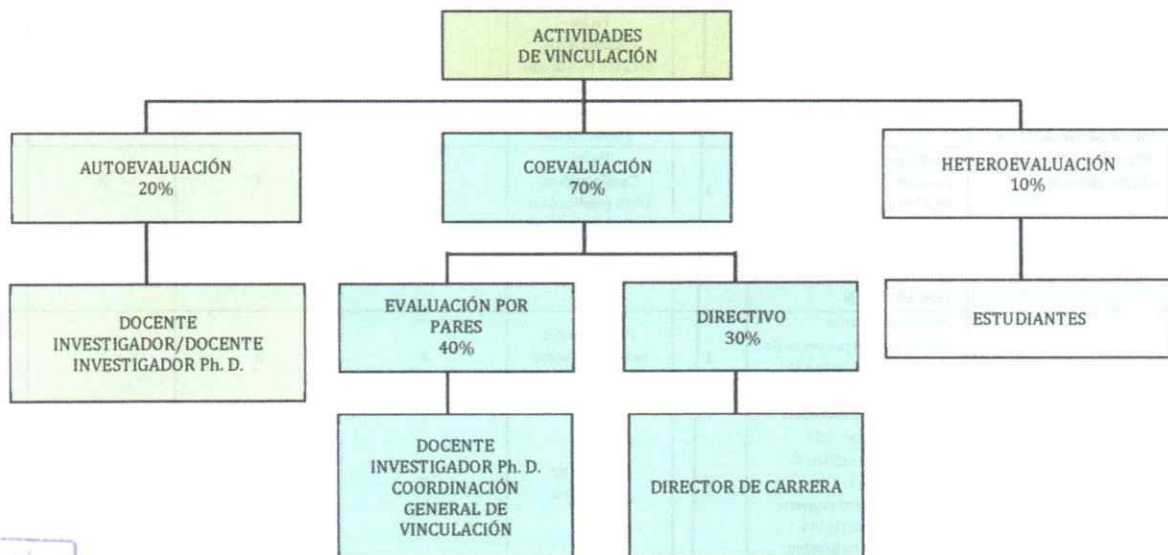 ACTIVIDADES
DE VINCULACIÓN
AUTOEVALUACIÓN
20%
COEVALUACIÓN
70%
HETEROEVALUACIÓN
10%
DOCENTE
INVESTIGADOR/DOCENTE
INVESTIGADOR Ph. D.
EVALUACIÓN POR
PARES
40%
DIRECTIVO
30%
ESTUDIANTES
DOCENTE
INVESTIGADOR Ph. D.
COORDINACIÓN
GENERAL DE
VINCULACIÓN
DIRECTOR DE CARRERA